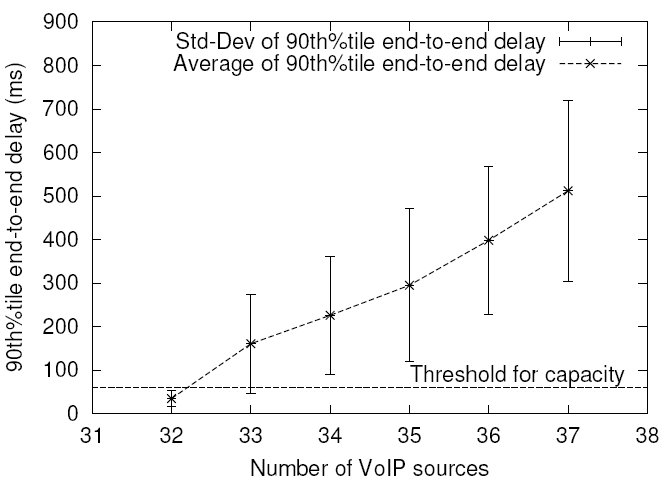 900
800
700
600
500
400
300
200
100
0
90th%tile end-to-end delay (ms)
Std-Dev of 90th%tile end-to-end delay
Average of 90th%tile end-to-end delay
Threshold for capacity
31 32 33 34 35 36 37 38
Number of VoIP sources